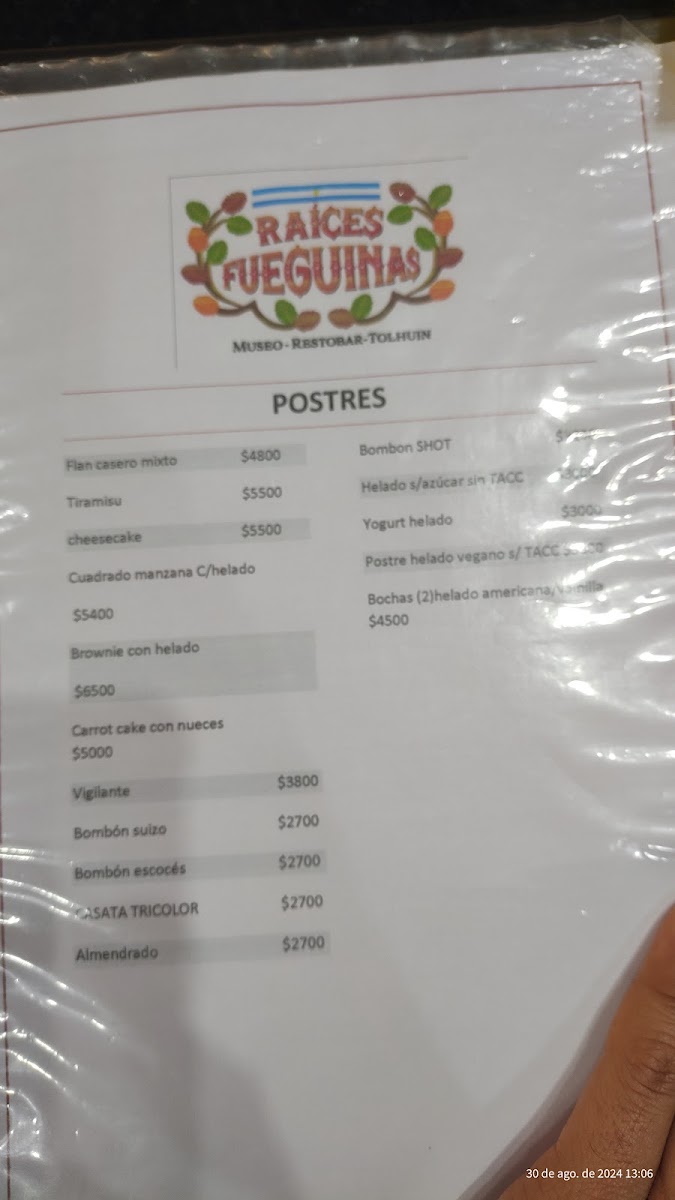 RAÍCES
FUEGUINAS
MUSEO-RESTOBAR-TOLHUIN
POSTRES
Flan casero mixto $4800
Tiramisu $5500
cheesecake $5500
Cuadrado manzana C/helado
$5400
Brownie con helado
$6500
Carrot cake con nueces
$5000
Vigilante $3800
Bombón suizo $2700
Bombón escocés $2700
CASATA TRICOLOR $2700
Almendrado $2700
Bombon SHOT
Helado s/azúcar sin TACC
Yogurt helado $3000
Postre helado vegano s/ TACC
Bochas (2)helado americana/vainilla
$4500
30 de ago. de 2024 13:06